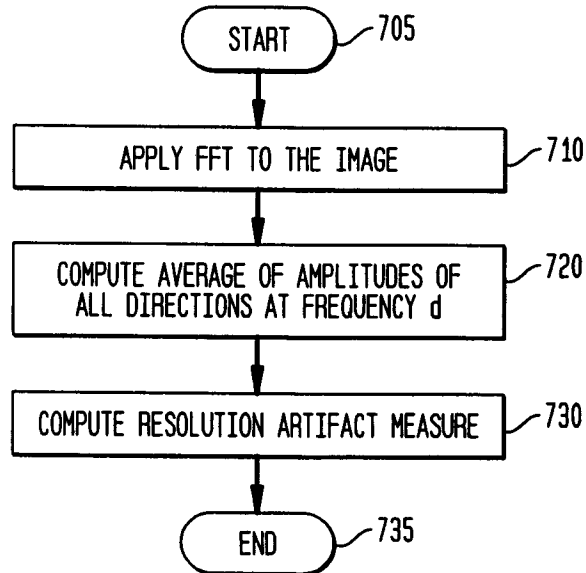 START
705
APPLY FFT TO THE IMAGE
710
COMPUTE AVERAGE OF AMPLITUDES OF
ALL DIRECTIONS AT FREQUENCY d
720
COMPUTE RESOLUTION ARTIFACT MEASURE
730
END
735